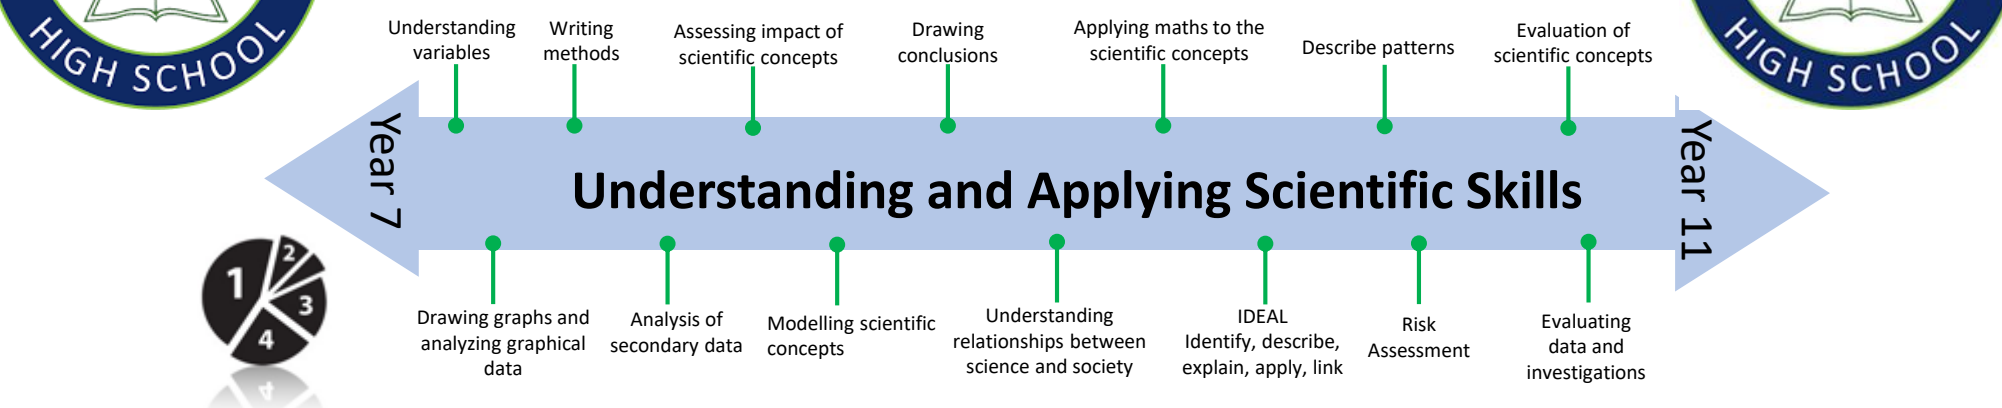 HIGH SCHOOL
HIGH SCHOOL
Understanding
variables
Writing
methods
Assessing impact of
scientific concepts
Drawing
conclusions
Applying maths to the
scientific concepts
Describe patterns
Evaluation of
scientific concepts
Year 7
Understanding and Applying Scientific Skills
Year 11
1
2
3
4
Drawing graphs and
analyzing graphical
data
Analysis of
secondary data
Modelling scientific
concepts
Understanding
relationships between
science and society
IDEAL
Identify, describe,
explain, apply, link
Risk
Assessment
Evaluating
data and
investigations